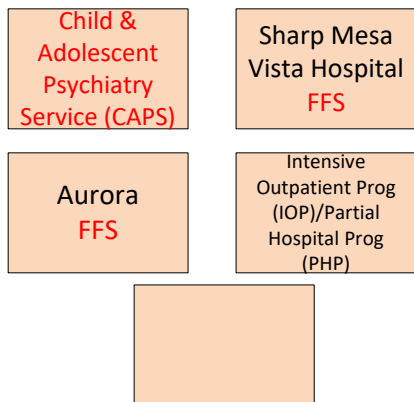 Child &
Adolescent
Psychiatry
Service (CAPS)
Sharp Mesa
Vista Hospital
FFS
Aurora
FFS
Intensive
Outpatient Prog
(IOP)/Partial
Hospital Prog
(PHP)